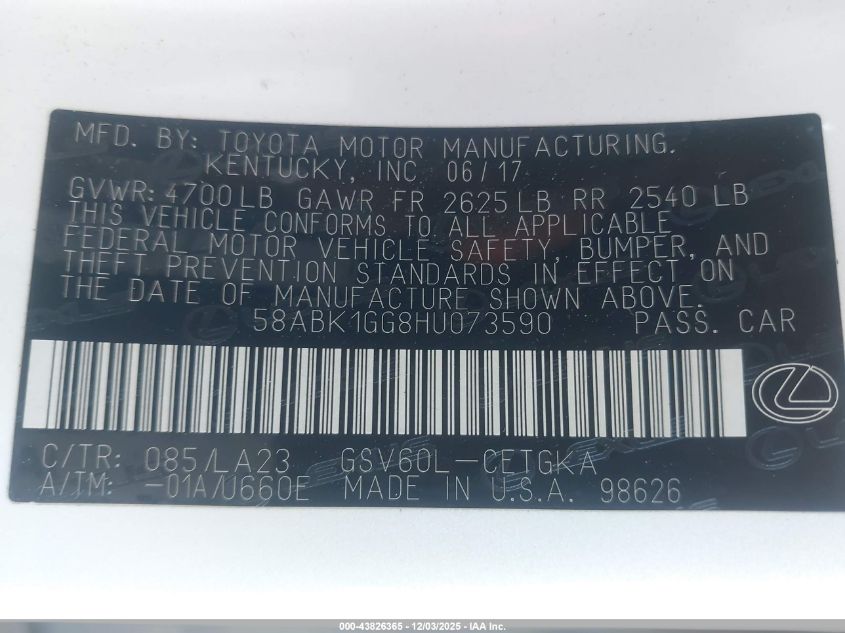 MFD. BY: TOYOTA MOTOR MANUFACTURING.
KENTUCKY, INC 06/17
GVWR: 4700LB GAWR FR 2625LB RR 2540 LB
THIS VEHICLE CONFORMS TO ALL APPLICABLE
FEDERAL MOTOR VEHICLE SAFETY, BUMPER, AND
THEFT PREVENTION STANDARDS IN EFFECT ON
THE DATE OF MANUFACTURE SHOWN ABOVE.
58ABK1GG8HU073590 PASS. CAR
C/TR: 085/LA23 GSV60L-CETGKA
A/TM: -01A/U660E MADE IN U.S.A. 98626
000-43826365 - 12/03/2025 - IAA Inc.